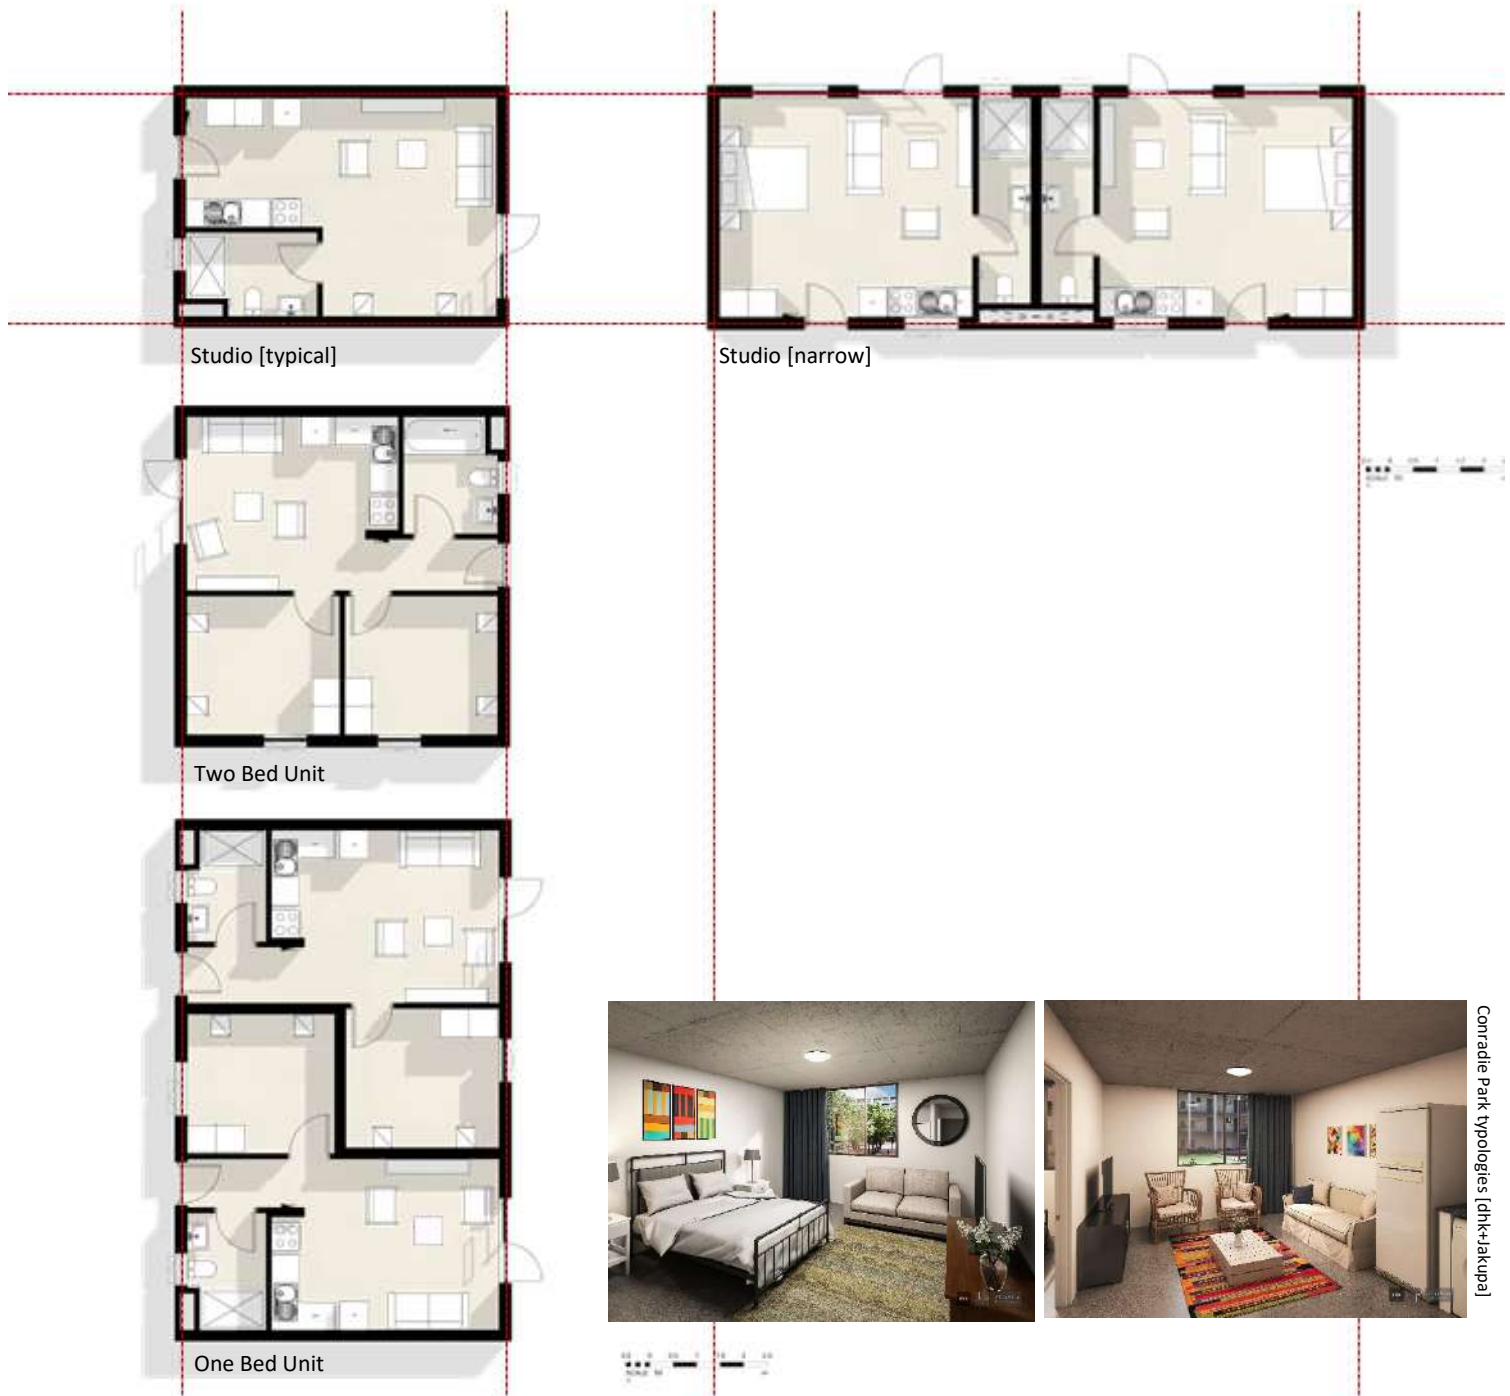 Studio [typical]
Studio [narrow]
Two Bed Unit
One Bed Unit
Conradie Park typologies [dhk+Jakupa]